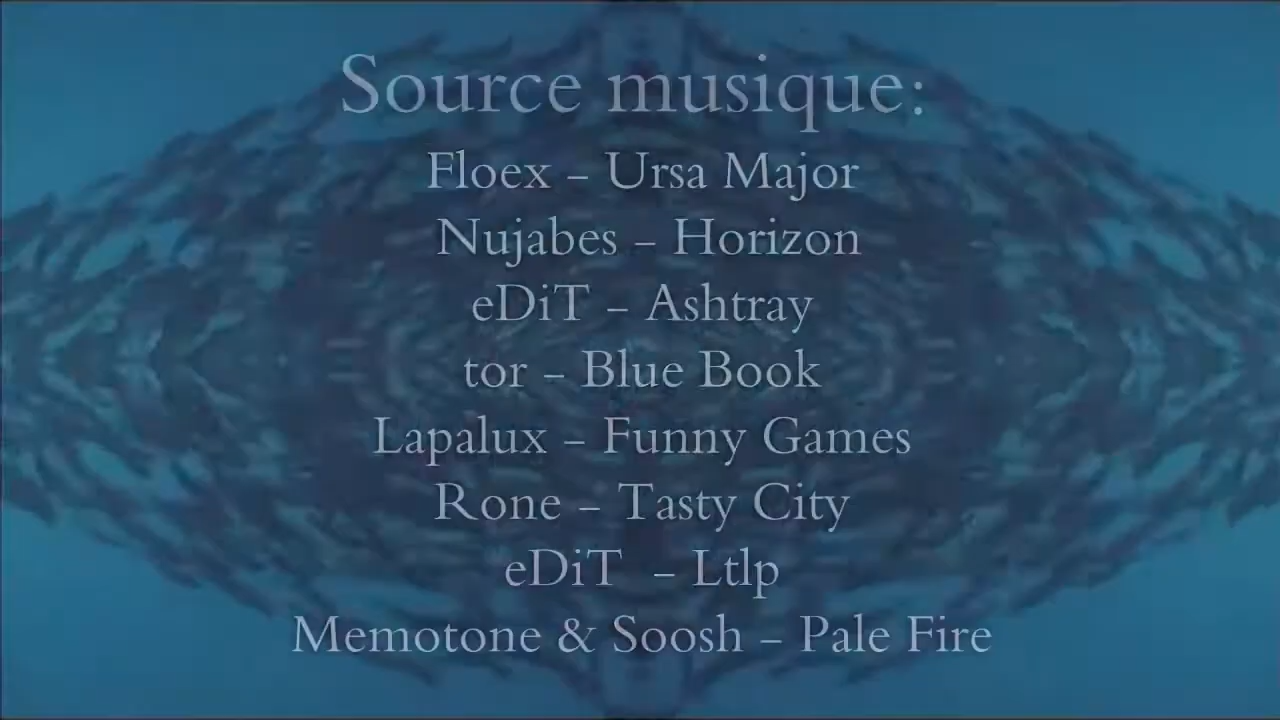 Source musique:
Floex – Ursa Major
Nujabes – Horizon
eDiT – Ashtray
tor – Blue Book
Lapalux – Funny Games
Rone – Tasty City
eDiT  – Ltlp
Memotone & Soosh – Pale Fire